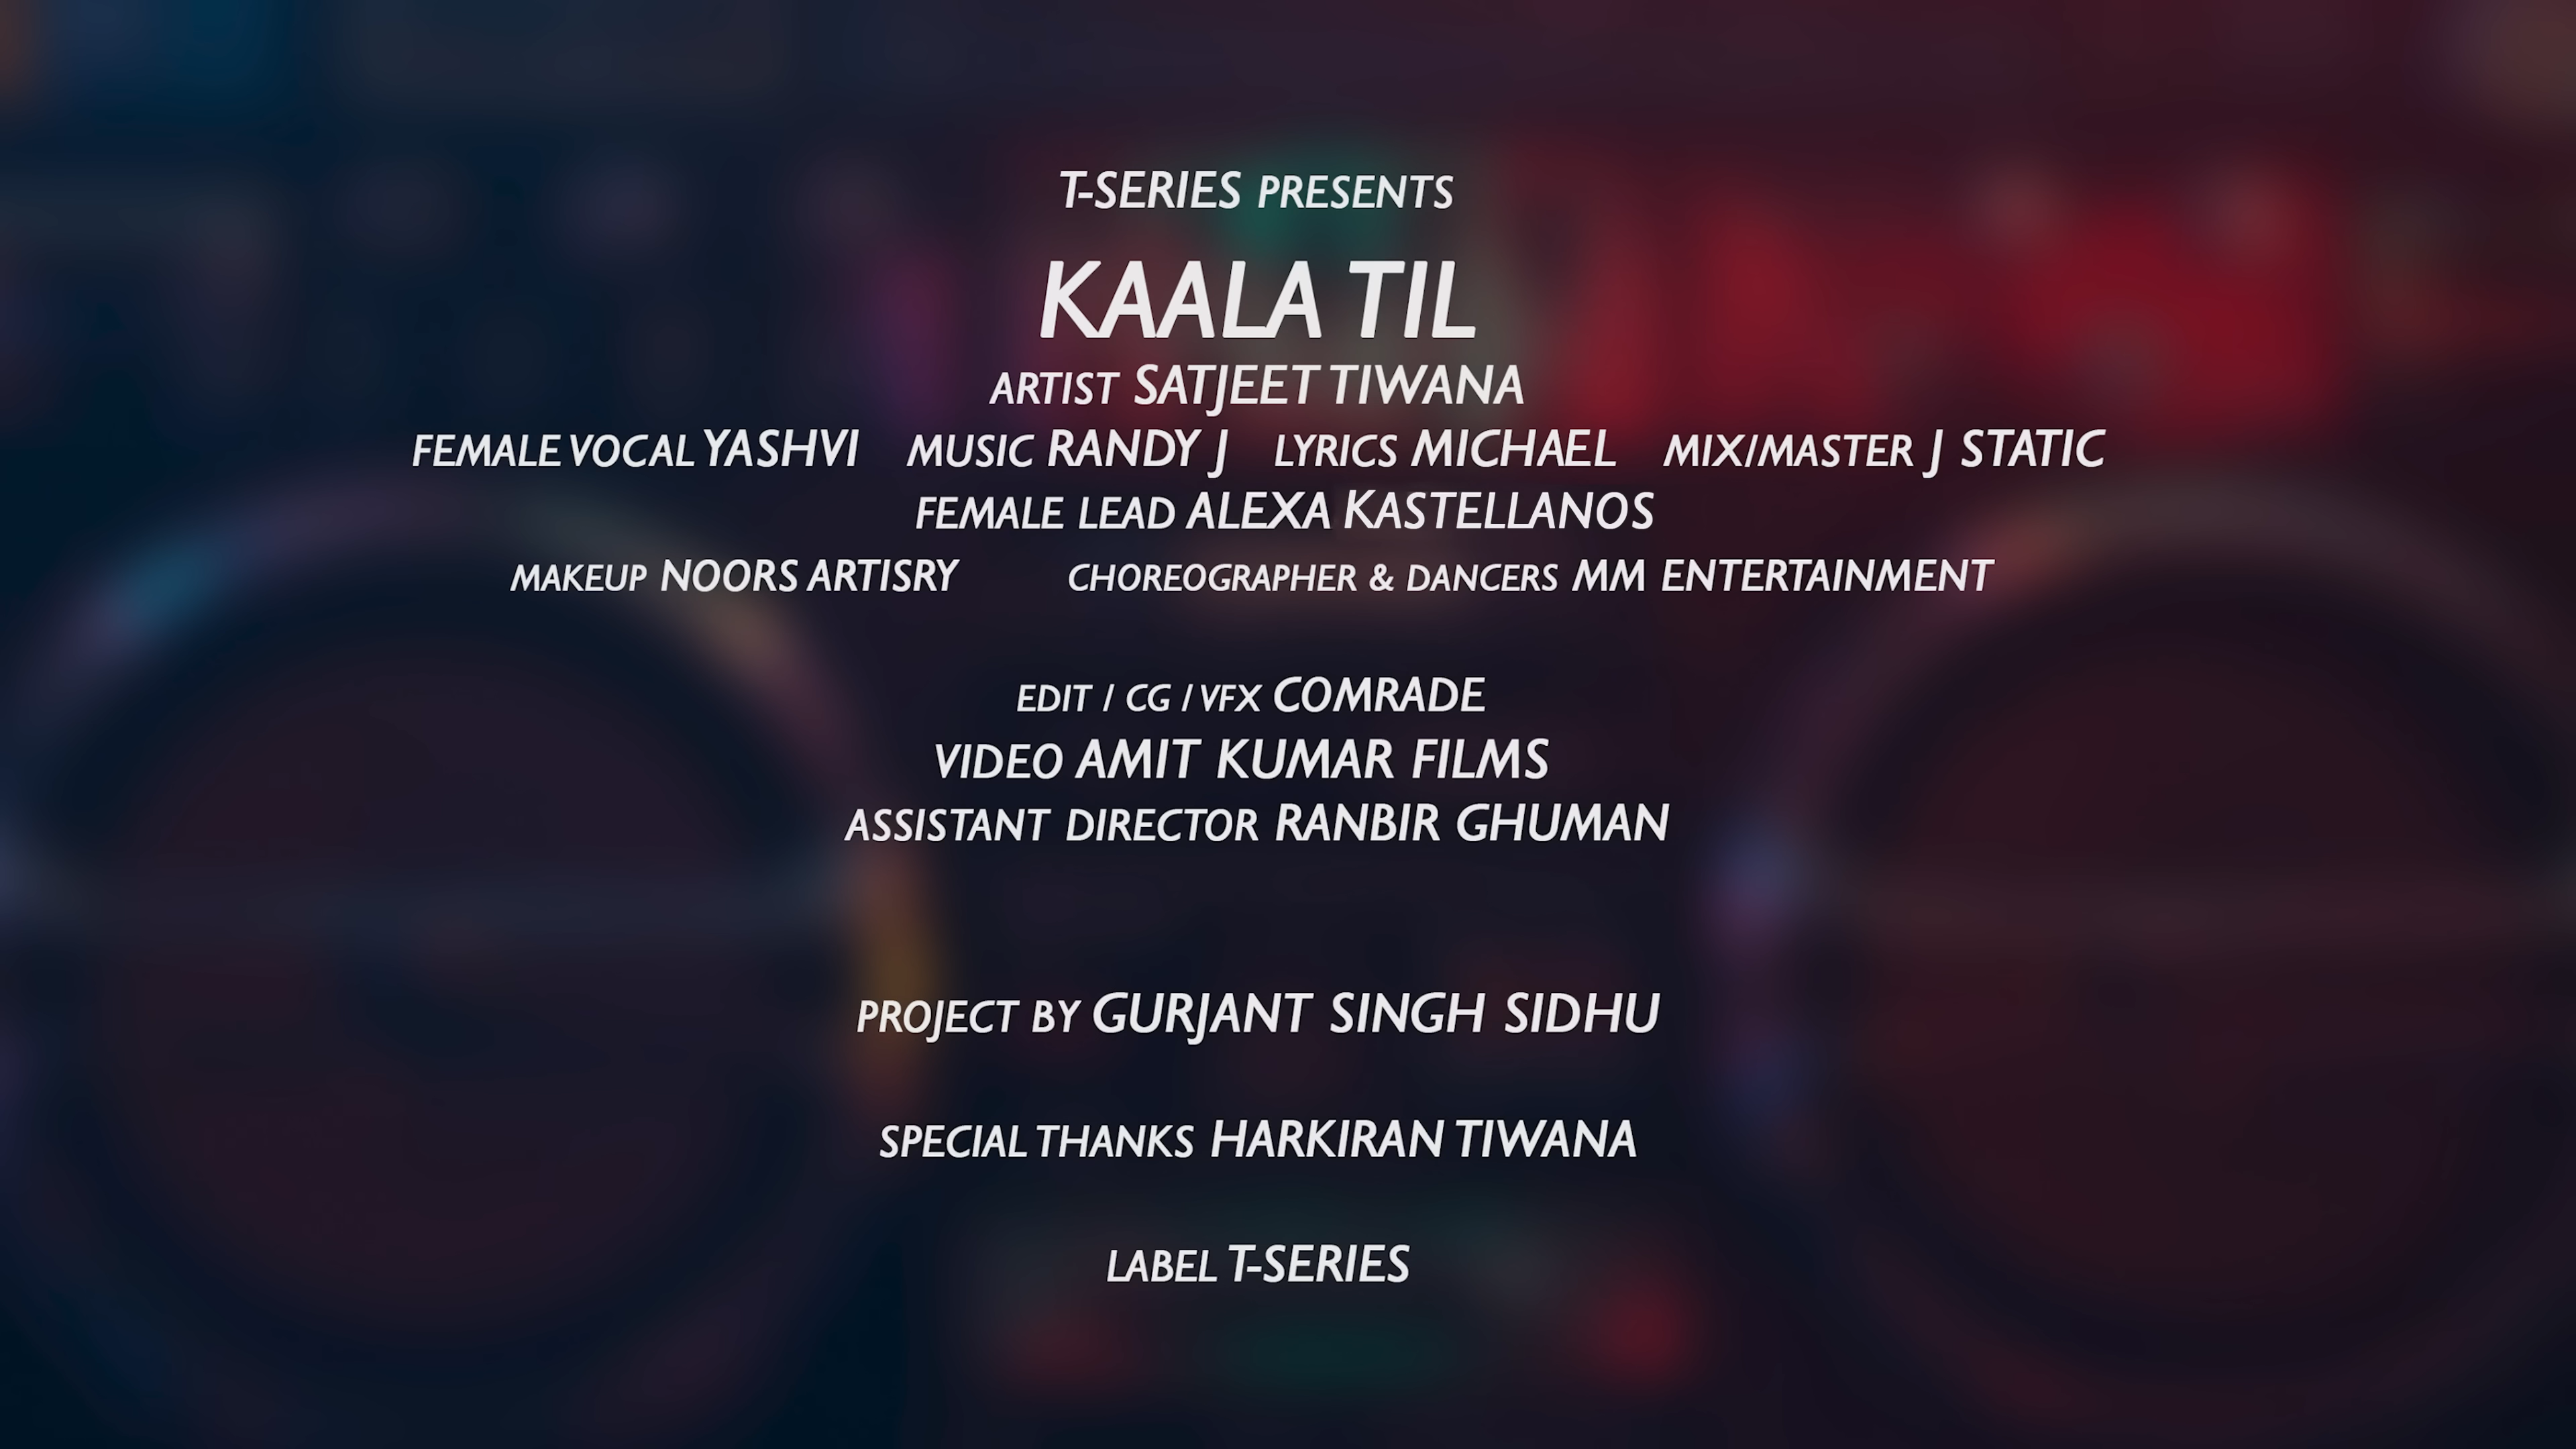 T-SERIES PRESENTS
KAALA TIL
ARTIST SATJEET TIWANA
FEMALE VOCAL YASHVI MUSIC RANDY J LYRICS MICHAEL MIX/MASTER J STATIC
FEMALE LEAD ALEXA KASTELLANOS
MAKEUP NOORS ARTISRY CHOREOGRAPHER & DANCERS MM ENTERTAINMENT
EDIT / CG / VFX COMRADE
VIDEO AMIT KUMAR FILMS
ASSISTANT DIRECTOR RANBIR GHUMAN
PROJECT BY GURJANT SINGH SIDHU
SPECIAL THANKS HARKIRAN TIWANA
LABEL T-SERIES